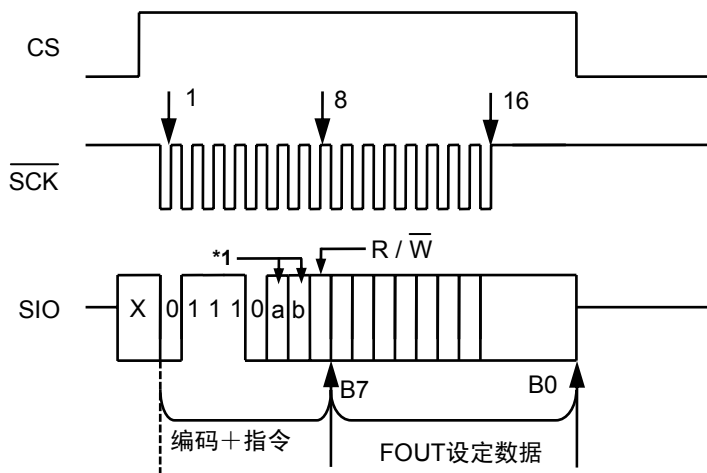 CS
1 8 16
SCK
*1 R / W
SIO X 0 1 1 1 0 a b
B7 B0
编码＋指令 FOUT设定数据